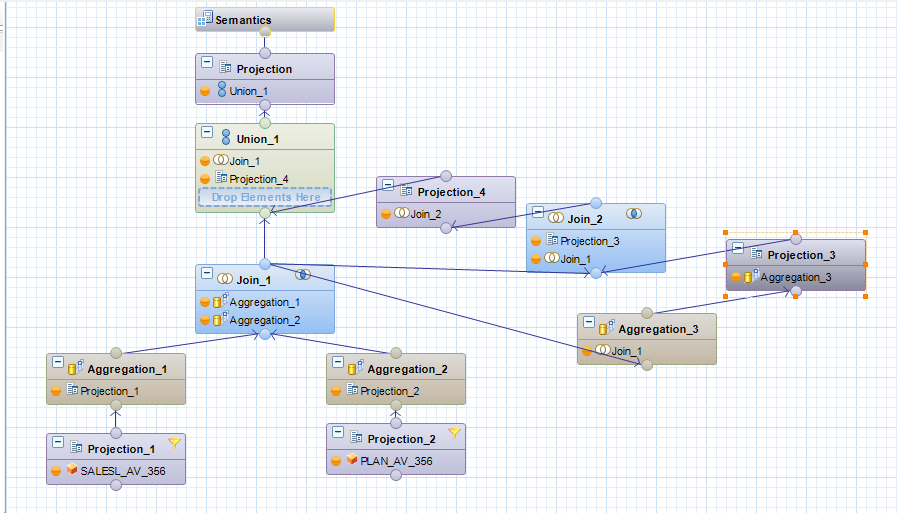 Semantics
Projection
Union_1
Union_1
Join_1
Projection_4
Drop Elements Here
Projection_4
Join_2
Join_2
Projection_3
Join_1
Projection_3
Aggregation_3
Join_1
Aggregation_1
Aggregation_2
Aggregation_3
Join_1
Aggregation_1
Projection_1
Aggregation_2
Projection_2
Projection_1
SALESL_AV_356
Projection_2
PLAN_AV_356